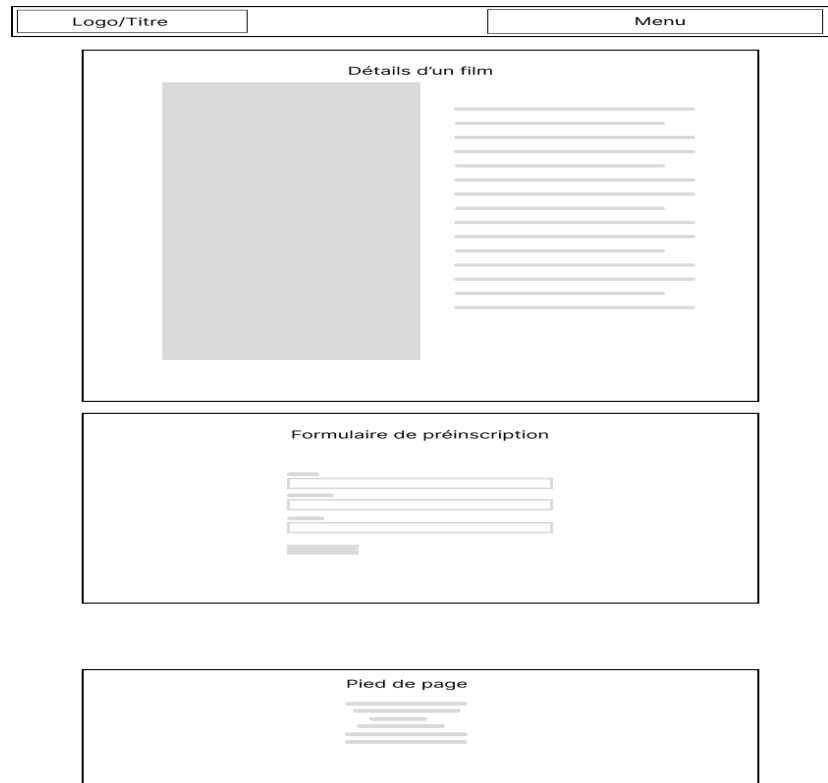 Logo/Titre
Menu
Détails d’un film
Formulaire de préinscription
Pied de page